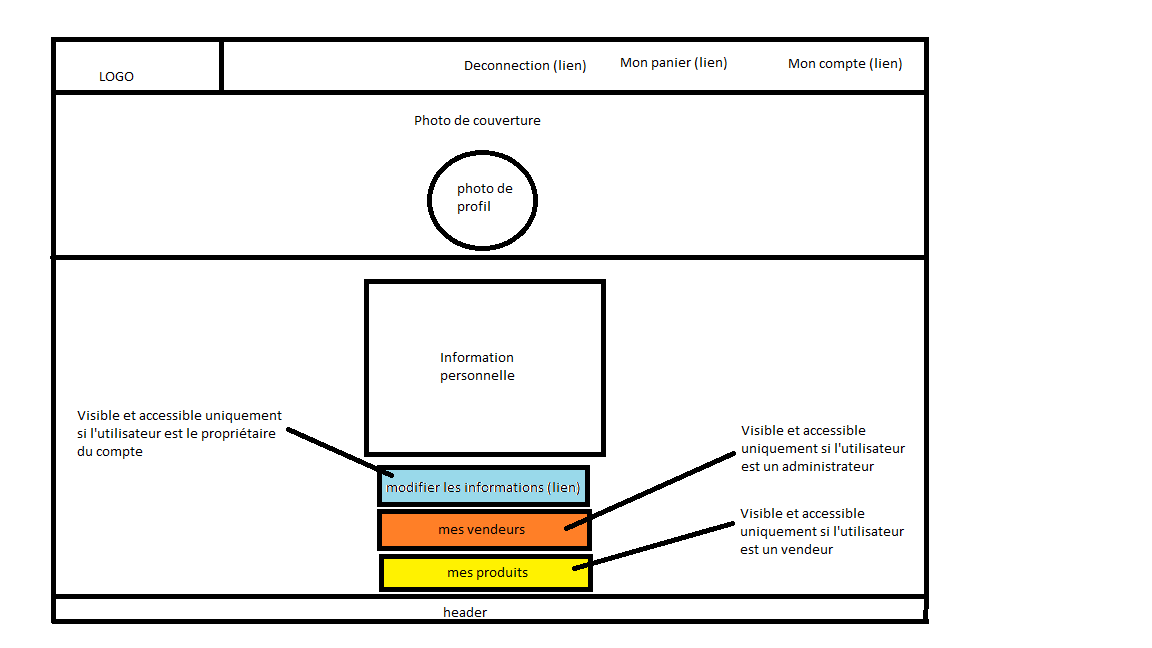 LOGO
Deconnection (lien)
Mon panier (lien)
Mon compte (lien)
Photo de couverture
photo de
profil
Information
personnelle
Visible et accessible uniquement
si l'utilisateur est le propriétaire
du compte
modifier les informations (lien)
mes vendeurs
mes produits
Visible et accessible
uniquement si l'utilisateur
est un administrateur
Visible et accessible
uniquement si l'utilisateur
est un vendeur
header